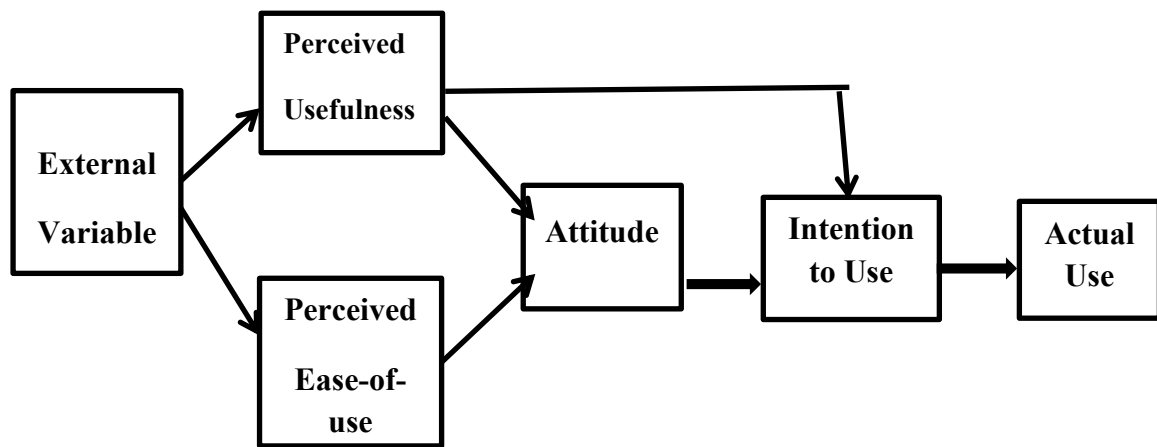 External
Variable
Perceived
Usefulness
Perceived
Ease-of-
use
Attitude
Intention
to Use
Actual
Use